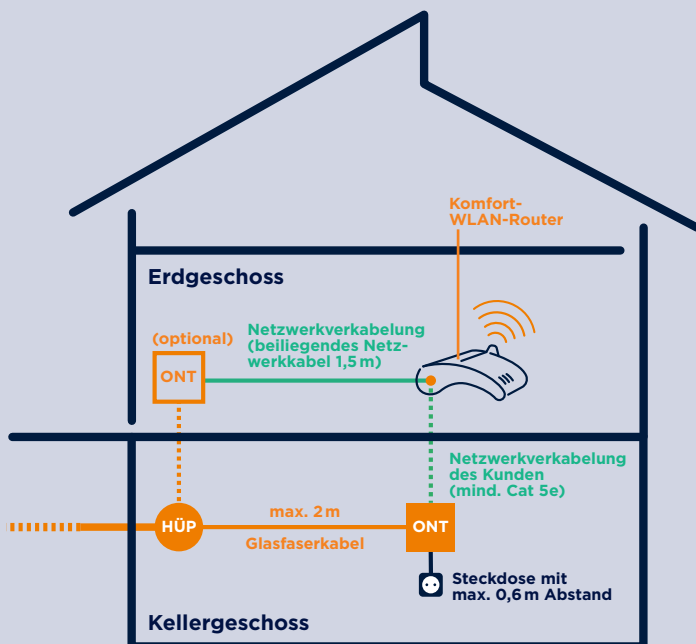 Komfort-
WLAN-Router
Erdgeschoss
(optional)
Netzwerkverkabelung
(beiliegendes Netz-
werkkabel 1,5 m)
ONT
Netzwerkverkabelung
des Kunden
(mind. Cat 5e)
HÜP
max. 2 m
Glasfaserkabel
ONT
Steckdose mit
max. 0,6 m Abstand
Kellergeschoss